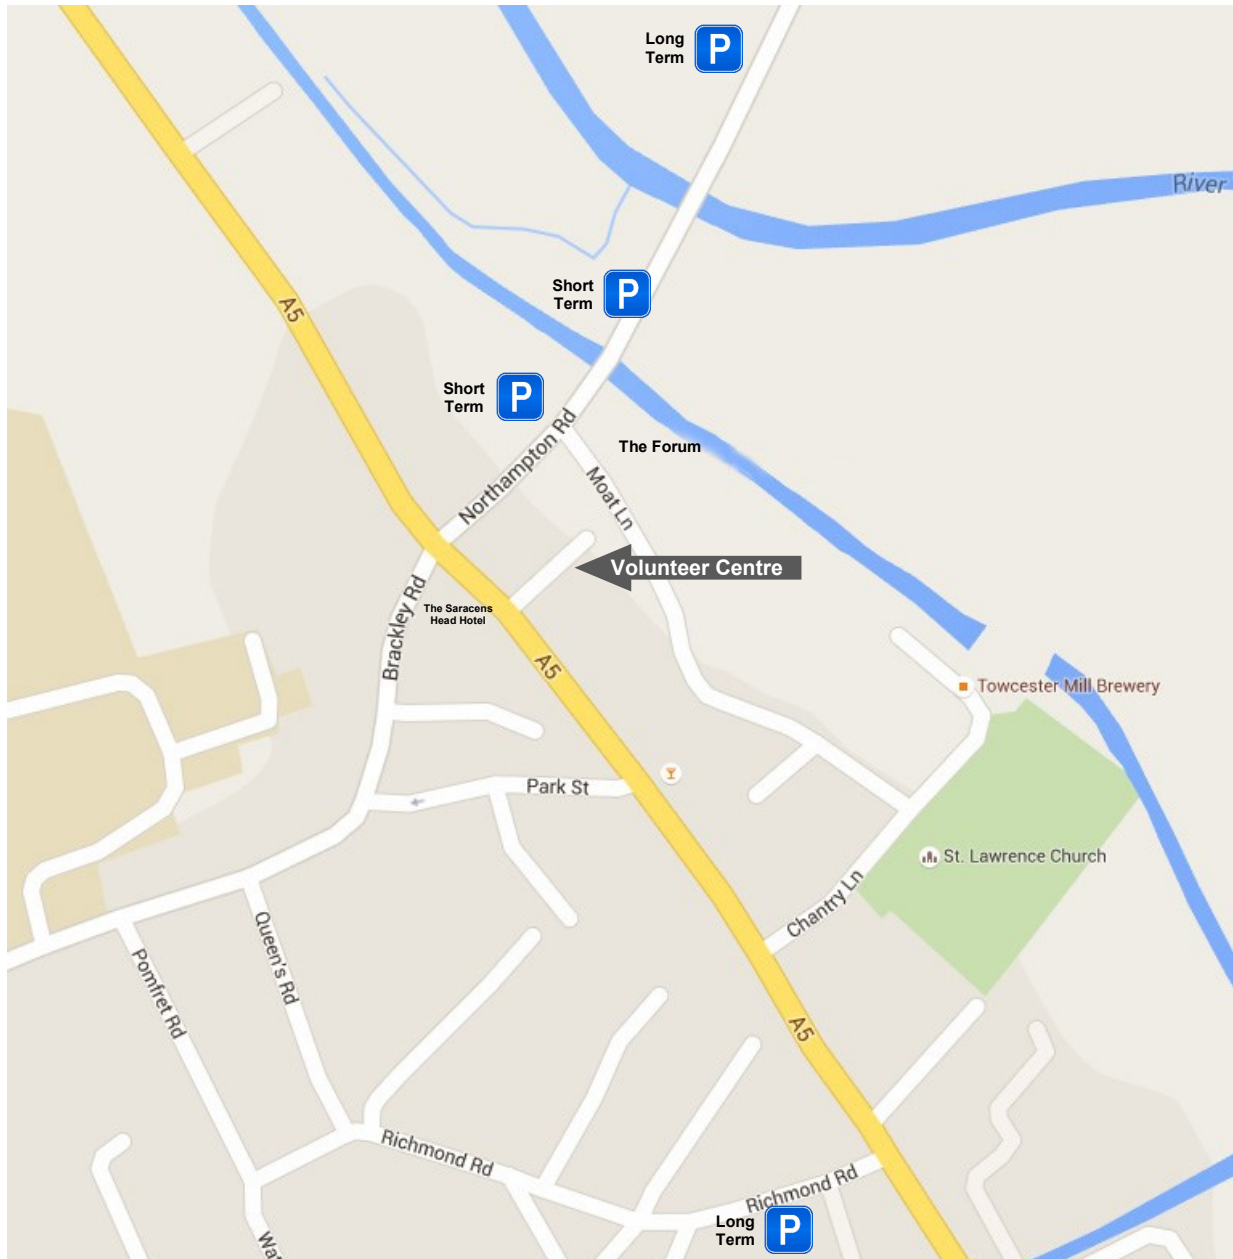 Long
Term
P
River
A5
Short
Term
P
Short
Term
P
Northampton Rd
The Forum
Moat Ln
Volunteer Centre
Brackley Rd
The Saracens
Head Hotel
A5
Towcester Mill Brewery
Park St
St. Lawrence Church
Chantry Ln
Queen's Rd
Pomfret Rd
A5
Richmond Rd
Richmond Rd
Long
Term
P